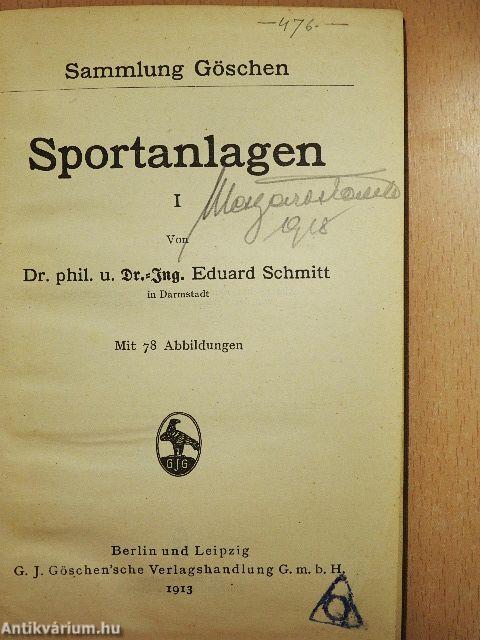 —476.—
Sammlung Göschen
Sportanlagen
I
1918
Von
Dr. phil. u. Dr.=Ing. Eduard Schmitt
in Darmstadt
Mit 78 Abbildungen
GJG
Berlin und Leipzig
G. J. Göschen'sche Verlagshandlung G. m. b. H.
1913
Antikvárium.hu